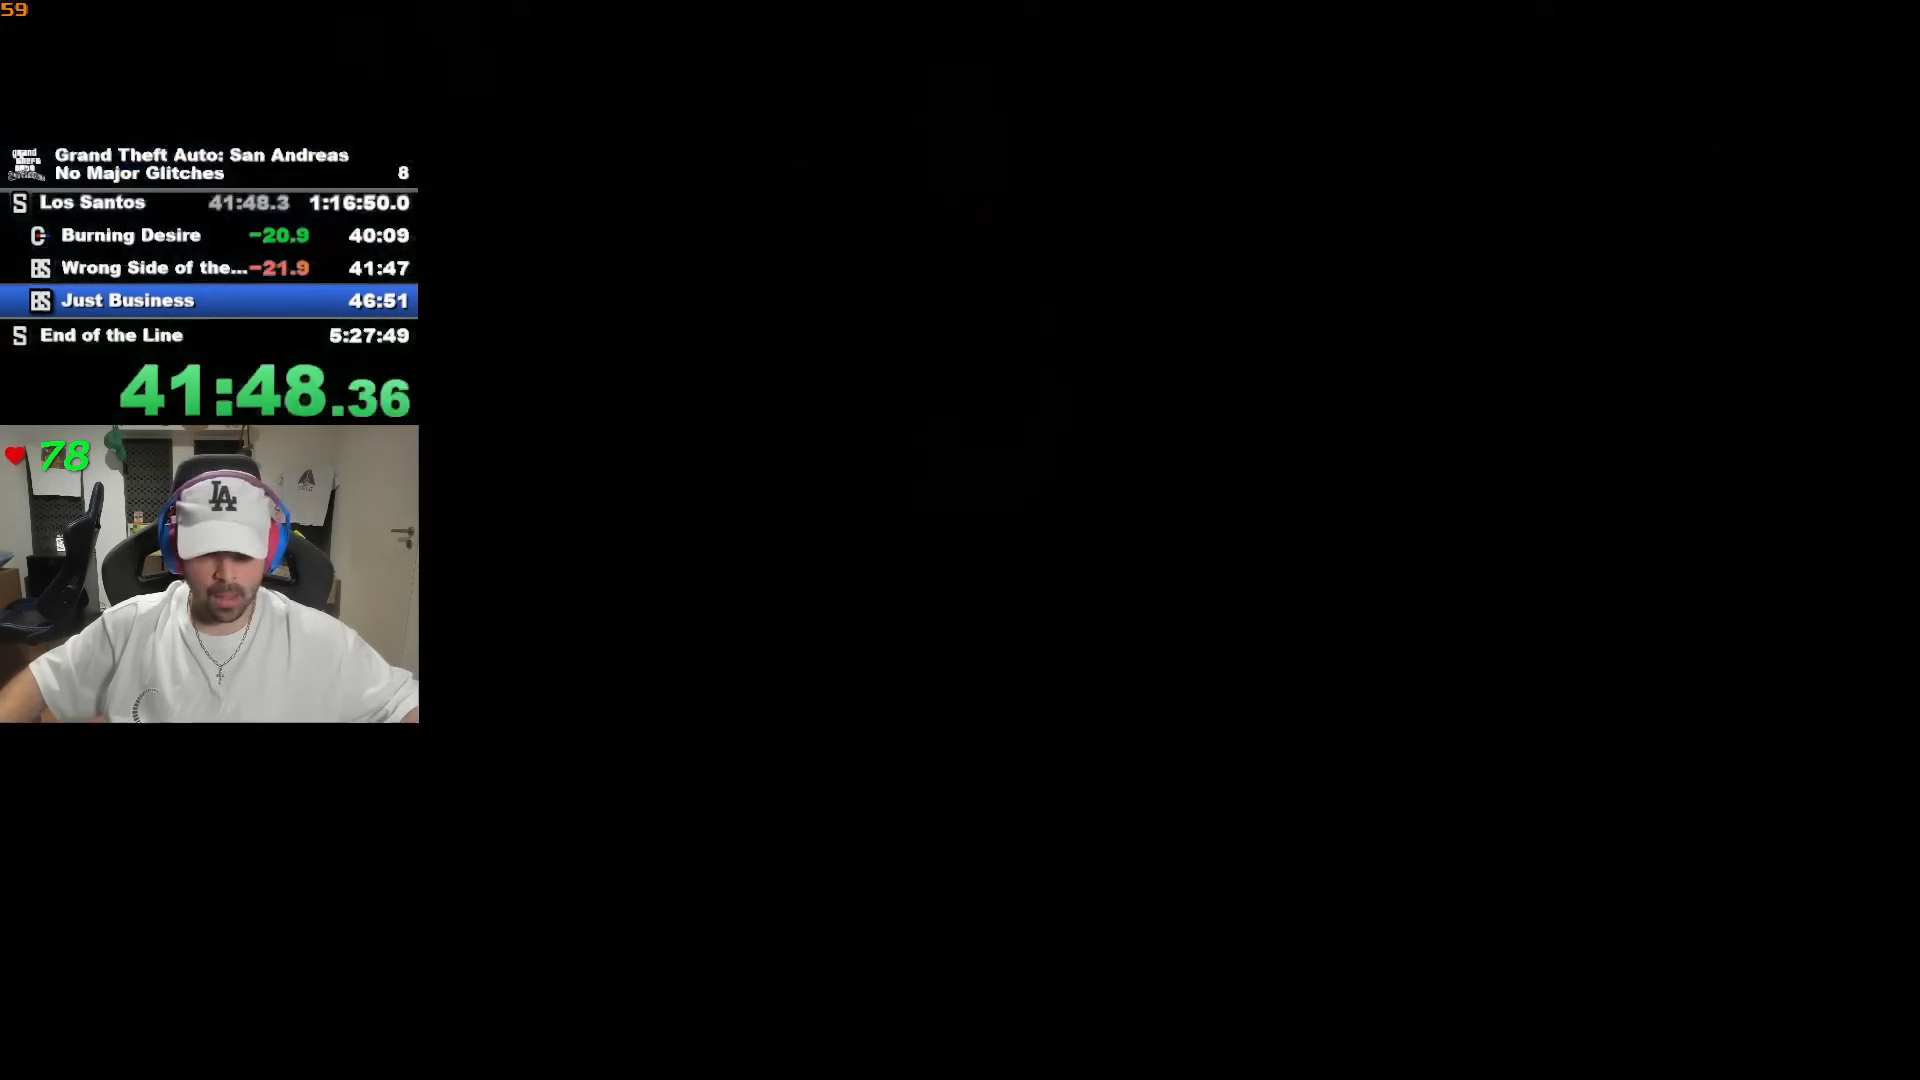 59
Grand Theft Auto: San Andreas
No Major Glitches 8
S Los Santos 41:48.3 1:16:50.0
Burning Desire -20.9 40:09
BS Wrong Side of the... -21.9 41:47
BS Just Business 46:51
S End of the Line 5:27:49
41:48.36
78
LA